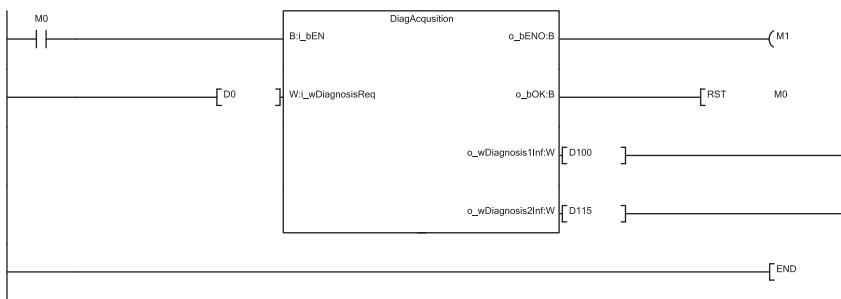 M0 DiagAcqusition
B:i_bEN o_bENO:B M1
D0 W:i_wDiagnosisReq o_bOK:B RST M0
o_wDiagnosis1Inf:W D100
o_wDiagnosis2Inf:W D115
END